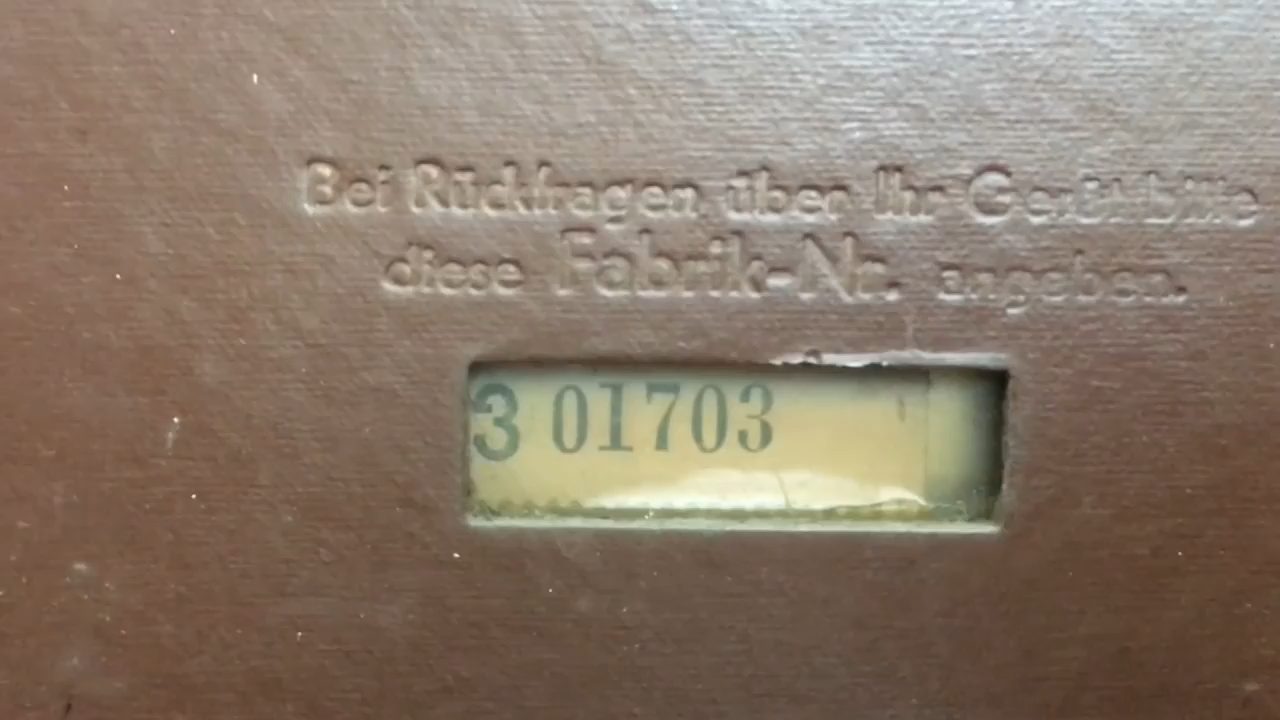 Bei Rückfragen über Ihr Gerät bitte
diese Fabrik-Nr. angeben.
3 01703